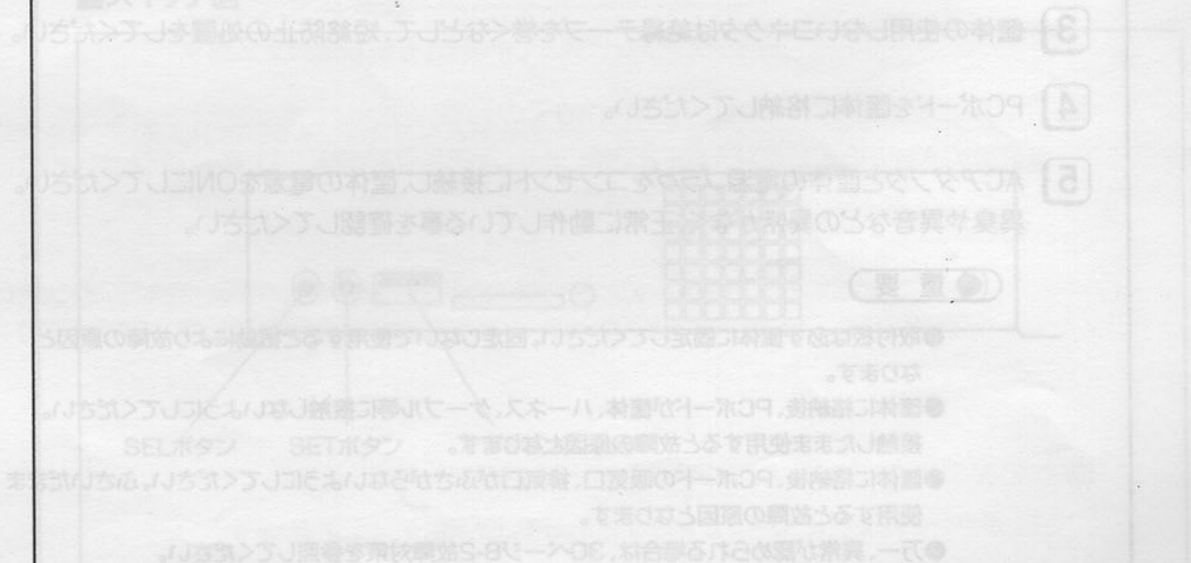 3 筐体の使用しないコネクタは絶縁テープを巻くなどして、短絡防止の処置をしてください。
4 PCボードを筐体に格納してください。
5 ACアダプタと筐体の電源プラグをコンセントに接続し、筐体の電源をONにしてください。
異臭や異音などの異常がなく、正常に動作している事を確認してください。
重要
●取付板は必ず筐体に固定してください。固定しないで使用すると振動により故障の原因と
なります。
●筐体に格納後、PCボードが筐体、ハーネス、ケーブル等に接触しないようにしてください。
接触したまま使用すると故障の原因となります。
SELボタン SETボタン
●筐体に格納後、PCボードの吸気口、排気口がふさがらないようにしてください。ふさいだまま
使用すると故障の原因となります。
●万一、異常が認められる場合は、30ページ8-2故障対策を参照してください。